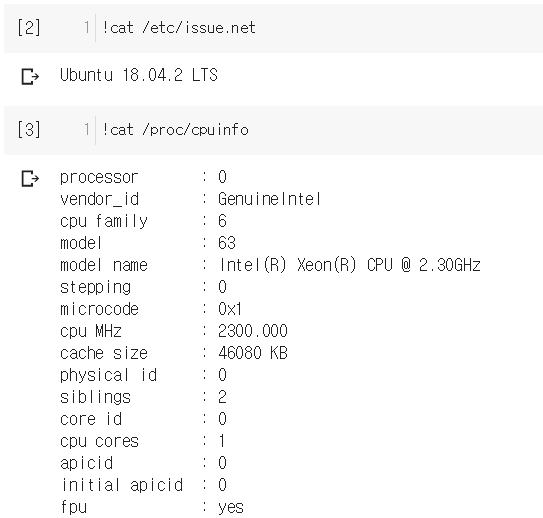 [2] 1 !cat /etc/issue.net
Ubuntu 18.04.2 LTS
[3] 1 !cat /proc/cpuinfo
processor : 0
vendor_id : GenuineIntel
cpu family : 6
model : 63
model name : Intel(R) Xeon(R) CPU @ 2.30GHz
stepping : 0
microcode : 0x1
cpu MHz : 2300.000
cache size : 46080 KB
physical id : 0
siblings : 2
core id : 0
cpu cores : 1
apicid : 0
initial apicid : 0
fpu : yes